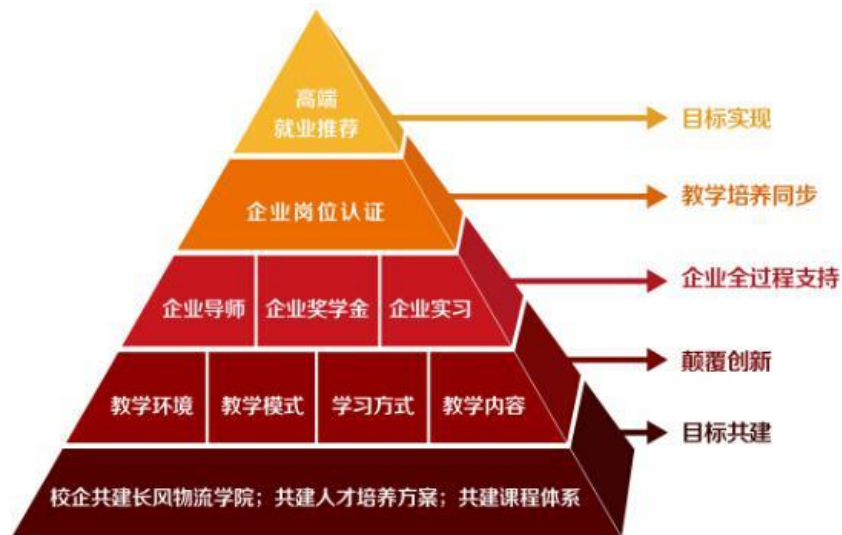 高端
就业推荐
目标实现
企业岗位认证
教学培养同步
企业导师 企业奖学金 企业实习
企业全过程支持
教学环境 教学模式 学习方式 教学内容
颠覆创新
目标共建
校企共建长风物流学院；共建人才培养方案；共建课程体系